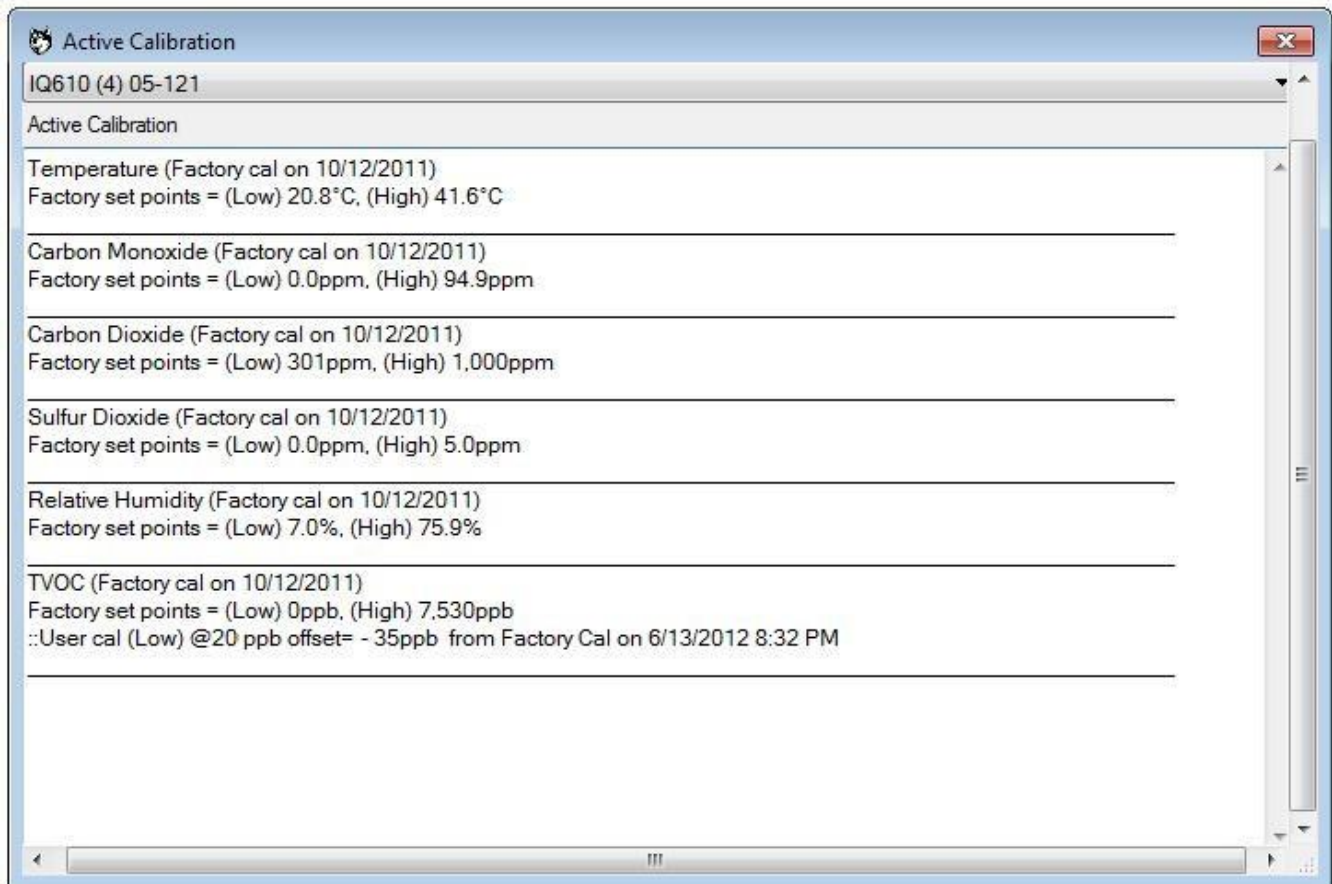 Active Calibration
IQ610 (4) 05-121
Active Calibration
Temperature (Factory cal on 10/12/2011)
Factory set points = (Low) 20.8°C, (High) 41.6°C
Carbon Monoxide (Factory cal on 10/12/2011)
Factory set points = (Low) 0.0ppm, (High) 94.9ppm
Carbon Dioxide (Factory cal on 10/12/2011)
Factory set points = (Low) 301ppm, (High) 1,000ppm
Sulfur Dioxide (Factory cal on 10/12/2011)
Factory set points = (Low) 0.0ppm, (High) 5.0ppm
Relative Humidity (Factory cal on 10/12/2011)
Factory set points = (Low) 7.0%, (High) 75.9%
TVOC (Factory cal on 10/12/2011)
Factory set points = (Low) 0ppb, (High) 7,530ppb
::User cal (Low) @20 ppb offset= - 35ppb  from Factory Cal on 6/13/2012 8:32 PM